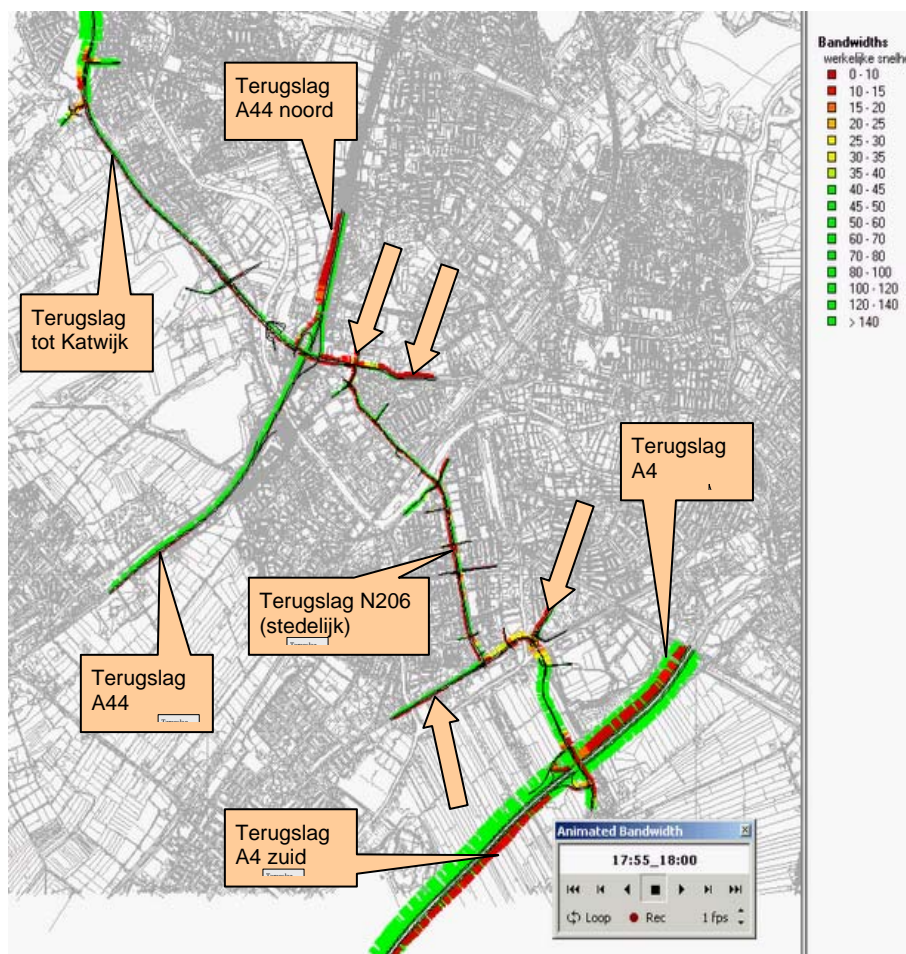 Terugslag
A44 noord
Terugslag
tot Katwijk
Terugslag
A4
Terugslag N206
(stedelijk)
Terugslag
A44
Terugslag
A4 zuid
Bandwidths
werkelijke snelh
0 - 10
10 - 15
15 - 20
20 - 25
25 - 30
30 - 35
35 - 40
40 - 45
45 - 50
50 - 60
60 - 70
70 - 80
80 - 100
100 - 120
120 - 140
> 140
Animated Bandwidth
17:55_18:00
Loop Rec 1 fps